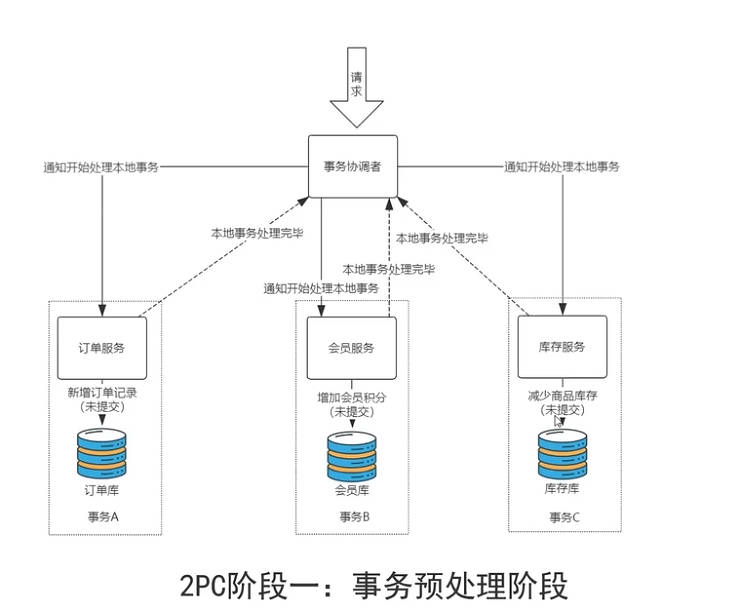 请
求
事务协调者
通知开始处理本地事务
通知开始处理本地事务
本地事务处理完毕
本地事务处理完毕
本地事务处理完毕
通知开始处理本地事务
订单服务
会员服务
库存服务
新增订单记录
（未提交）
增加会员积分
（未提交）
减少商品库存
（未提交）
订单库
会员库
库存库
事务A
事务B
事务C
2PC阶段一：事务预处理阶段